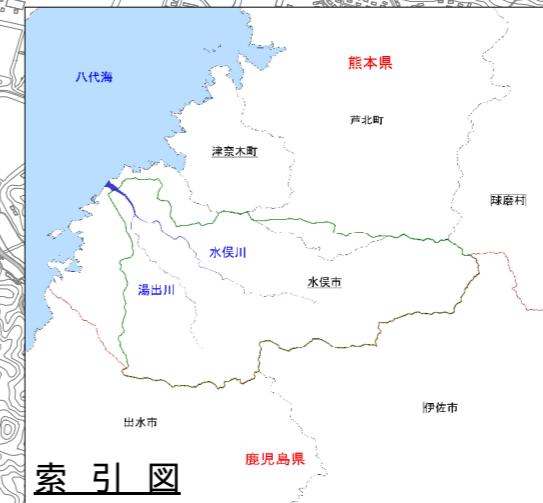 熊本県
八代海
芦北町
津奈木町
球磨村
水俣川
水俣市
湯出川
伊佐市
出水市
鹿児島県
索引図